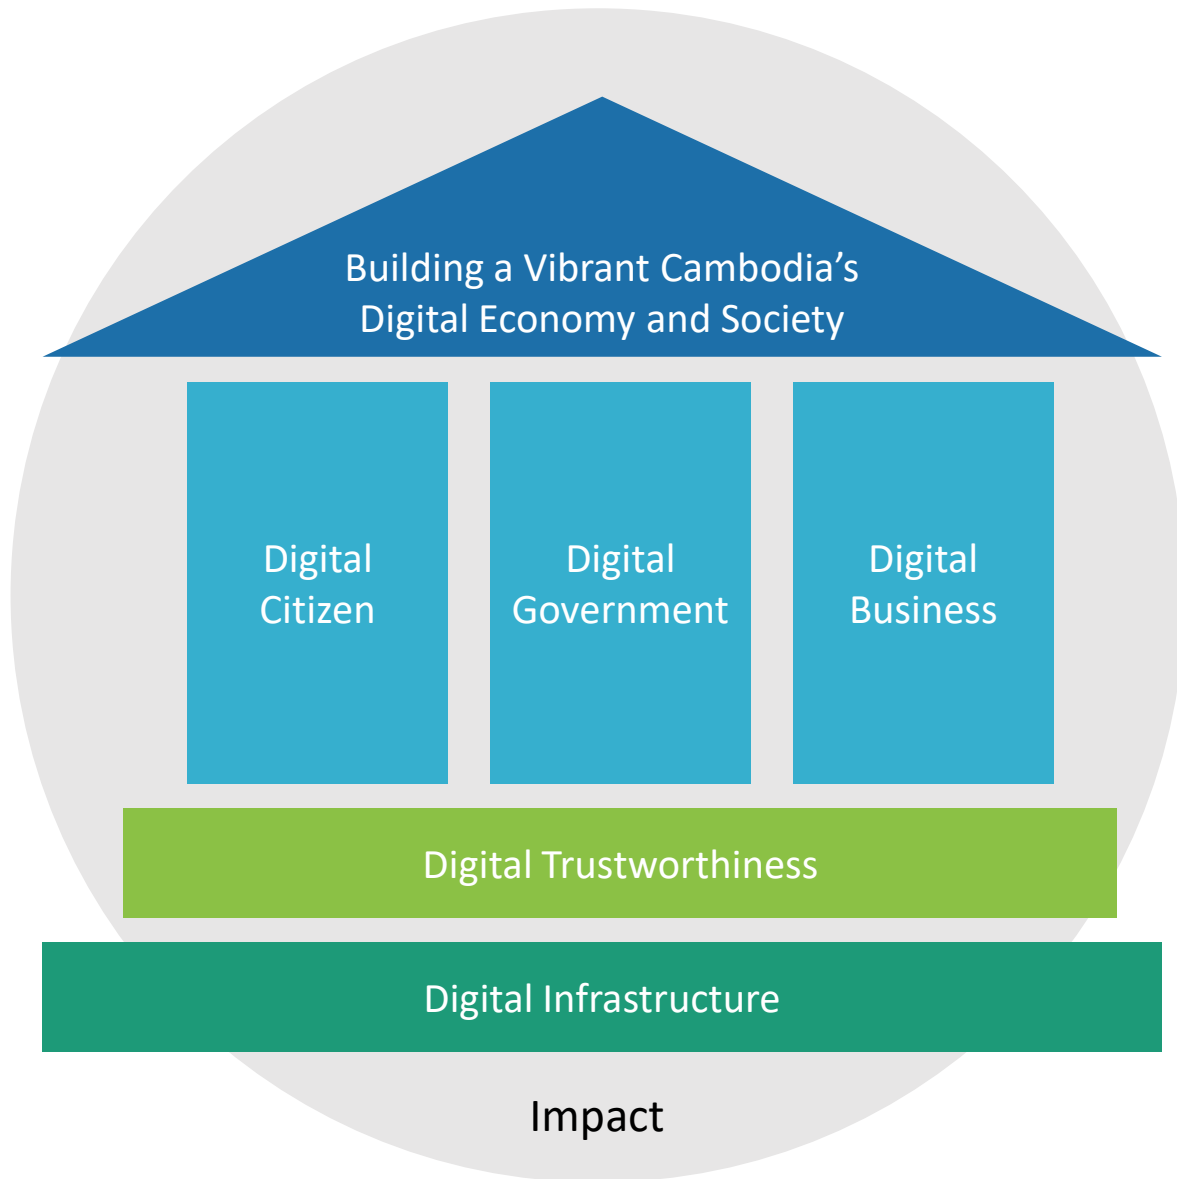 Building a Vibrant Cambodia’s
Digital Economy and Society
Digital
Citizen
Digital
Government
Digital
Business
Digital Trustworthiness
Digital Infrastructure
Impact